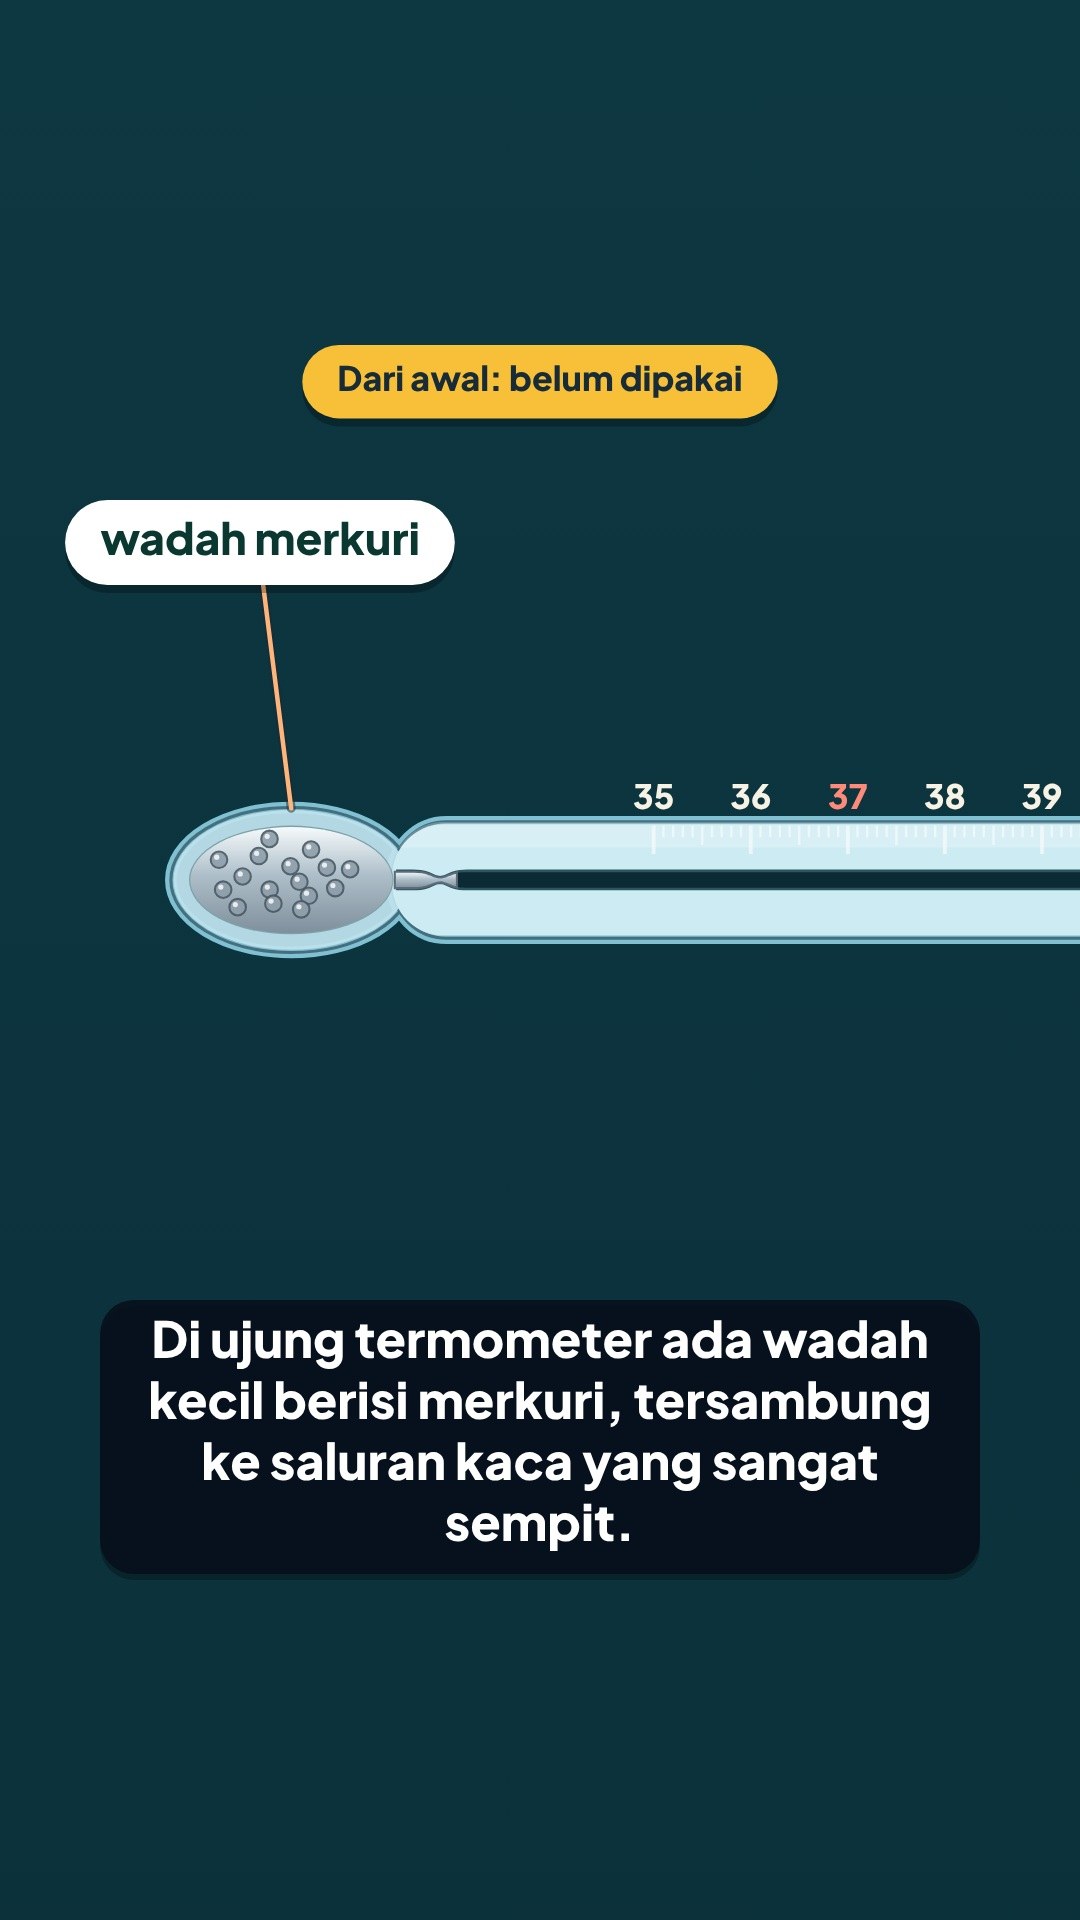 Dari awal: belum dipakai
wadah merkuri
35 36 37 38 39
Di ujung termometer ada wadah
kecil berisi merkuri, tersambung
ke saluran kaca yang sangat
sempit.